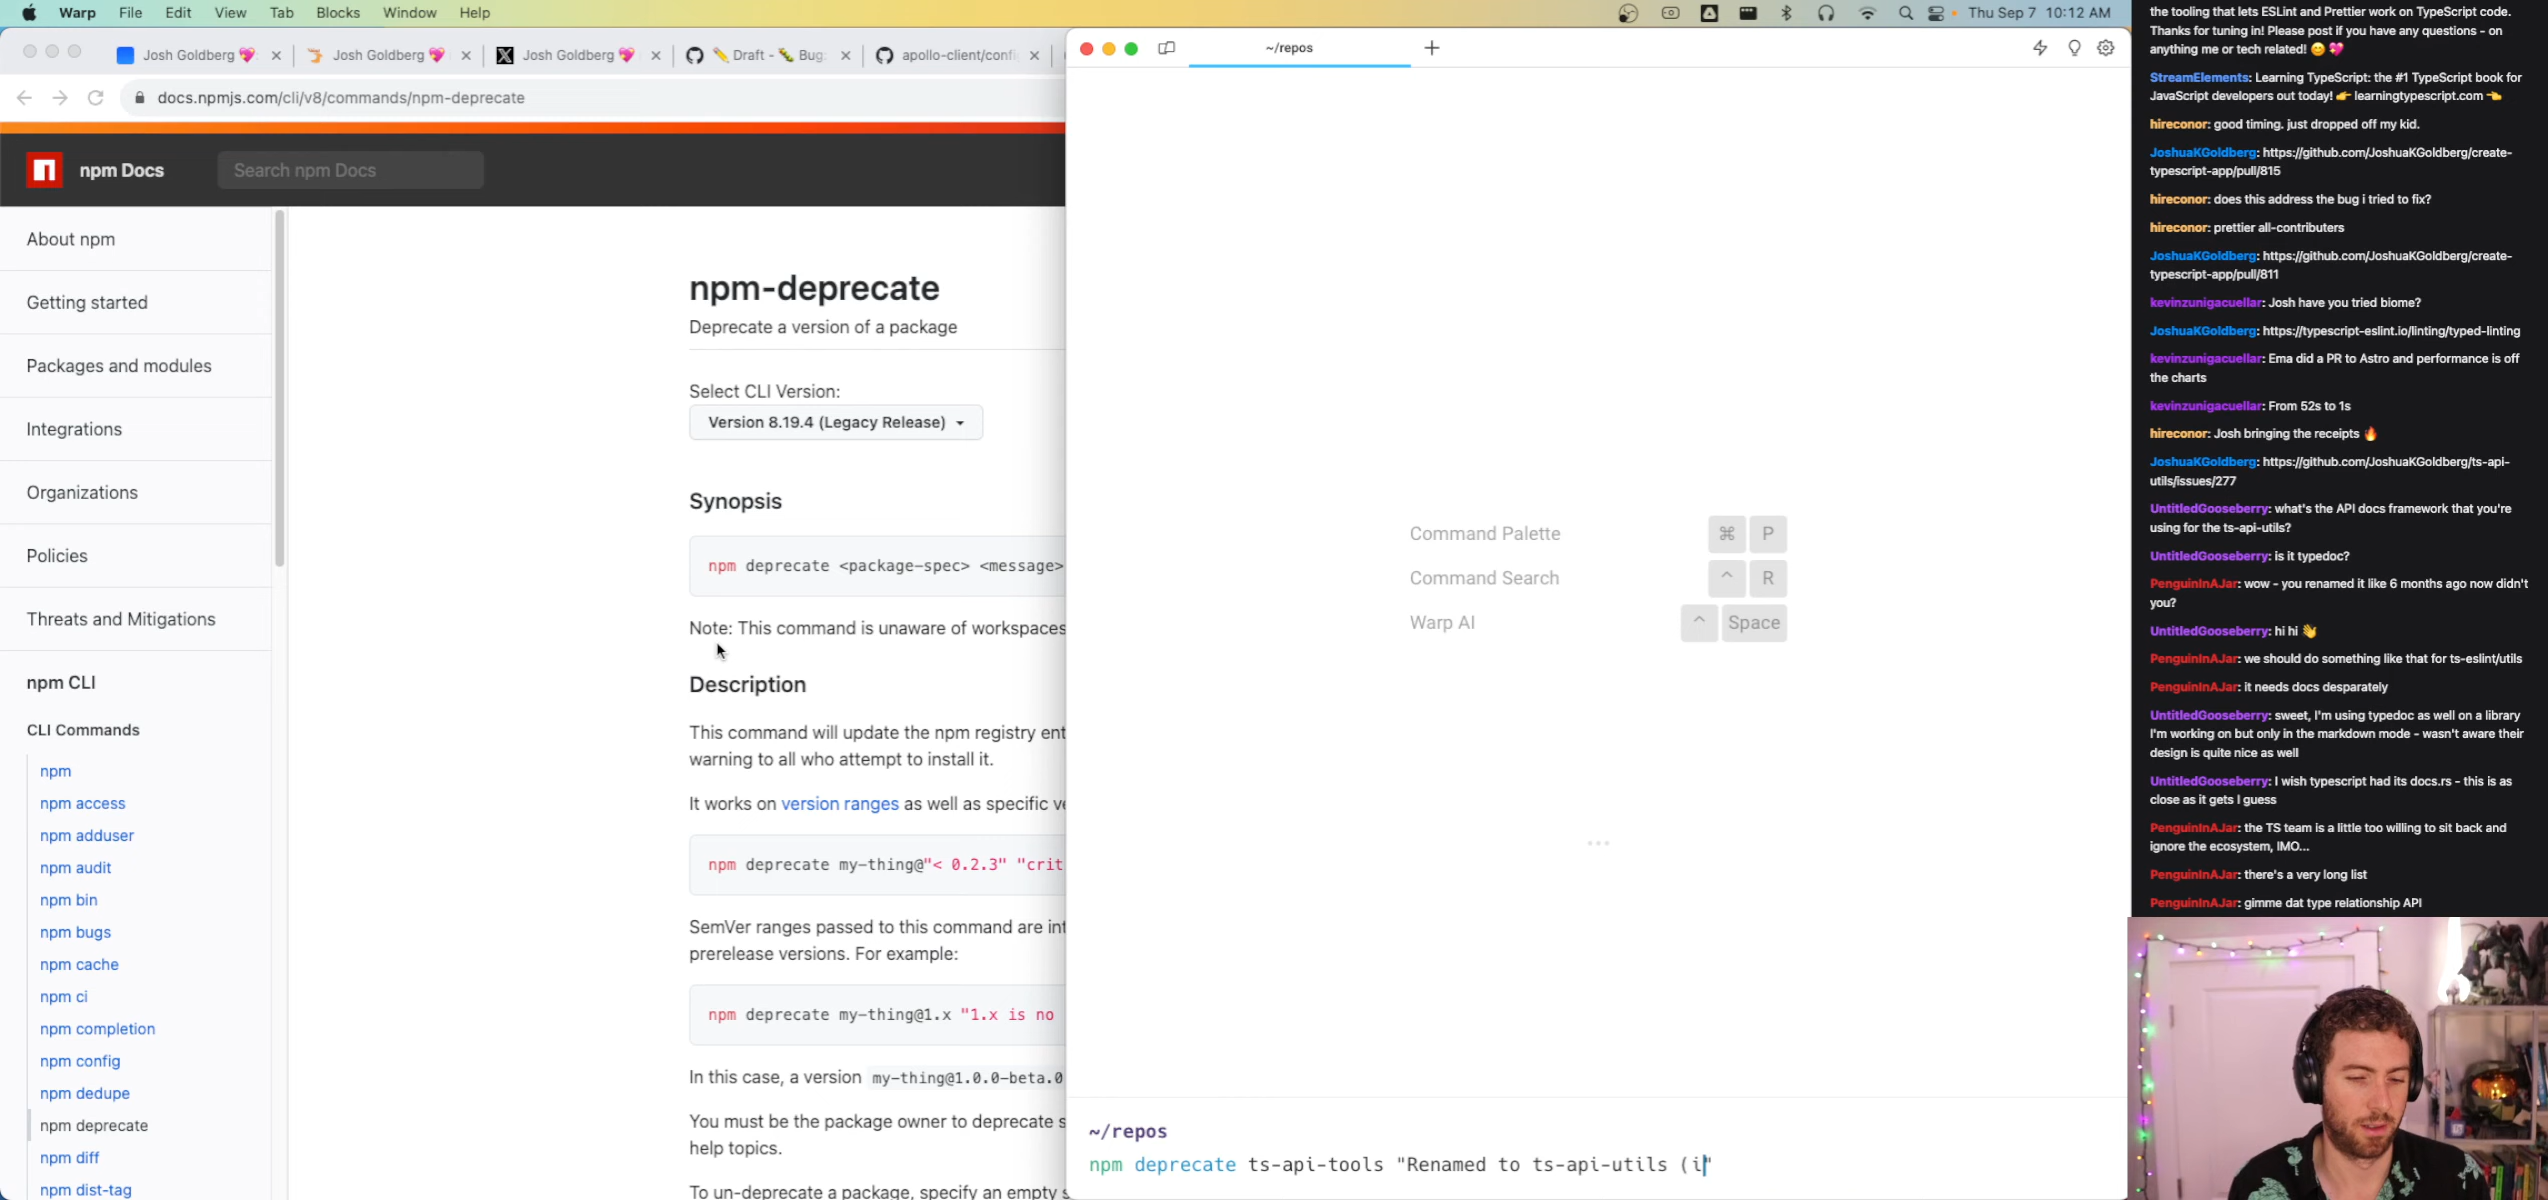 Warp File Edit View Tab Blocks Window Help
Thu Sep 7 10:12 AM
Josh Goldberg 💖
Josh Goldberg 💖
Josh Goldberg 💖
✏️ Draft - 🐛 Bug:
apollo-client/confi
docs.npmjs.com/cli/v8/commands/npm-deprecate
npm Docs
Search npm Docs
About npm
Getting started
Packages and modules
Integrations
Organizations
Policies
Threats and Mitigations
npm CLI
CLI Commands
npm
npm access
npm adduser
npm audit
npm bin
npm bugs
npm cache
npm ci
npm completion
npm config
npm dedupe
npm deprecate
npm diff
npm dist-tag
npm-deprecate
Deprecate a version of a package
Select CLI Version:
Version 8.19.4 (Legacy Release)
Synopsis
npm deprecate <package-spec> <message>
Note: This command is unaware of workspaces
Description
This command will update the npm registry ent
warning to all who attempt to install it.
It works on version ranges as well as specific ve
npm deprecate my-thing@"< 0.2.3" "crit
SemVer ranges passed to this command are int
prerelease versions. For example:
npm deprecate my-thing@1.x "1.x is no
In this case, a version my-thing@1.0.0-beta.0
You must be the package owner to deprecate s
help topics.
To un-deprecate a package, specify an empty s
~/repos
Command Palette ⌘ P
Command Search ^ R
Warp AI ^ Space
~/repos
npm deprecate ts-api-tools "Renamed to ts-api-utils (i"
the tooling that lets ESLint and Prettier work on TypeScript code.
Thanks for tuning in! Please post if you have any questions - on
anything me or tech related! 😊 💖
StreamElements: Learning TypeScript: the #1 TypeScript book for
JavaScript developers out today! 👉 learningtypescript.com 👈
hireconor: good timing. just dropped off my kid.
JoshuaKGoldberg: https://github.com/JoshuaKGoldberg/create-
typescript-app/pull/815
hireconor: does this address the bug i tried to fix?
hireconor: prettier all-contributers
JoshuaKGoldberg: https://github.com/JoshuaKGoldberg/create-
typescript-app/pull/811
kevinzunigacuellar: Josh have you tried biome?
JoshuaKGoldberg: https://typescript-eslint.io/linting/typed-linting
kevinzunigacuellar: Ema did a PR to Astro and performance is off
the charts
kevinzunigacuellar: From 52s to 1s
hireconor: Josh bringing the receipts 🔥
JoshuaKGoldberg: https://github.com/JoshuaKGoldberg/ts-api-
utils/issues/277
UntitledGooseberry: what's the API docs framework that you're
using for the ts-api-utils?
UntitledGooseberry: is it typedoc?
PenguinInAJar: wow - you renamed it like 6 months ago now didn't
you?
UntitledGooseberry: hi hi 👋
PenguinInAJar: we should do something like that for ts-eslint/utils
PenguinInAJar: it needs docs desparately
UntitledGooseberry: sweet, I'm using typedoc as well on a library
I'm working on but only in the markdown mode - wasn't aware their
design is quite nice as well
UntitledGooseberry: I wish typescript had its docs.rs - this is as
close as it gets I guess
PenguinInAJar: the TS team is a little too willing to sit back and
ignore the ecosystem, IMO...
PenguinInAJar: there's a very long list
PenguinInAJar: gimme dat type relationship API